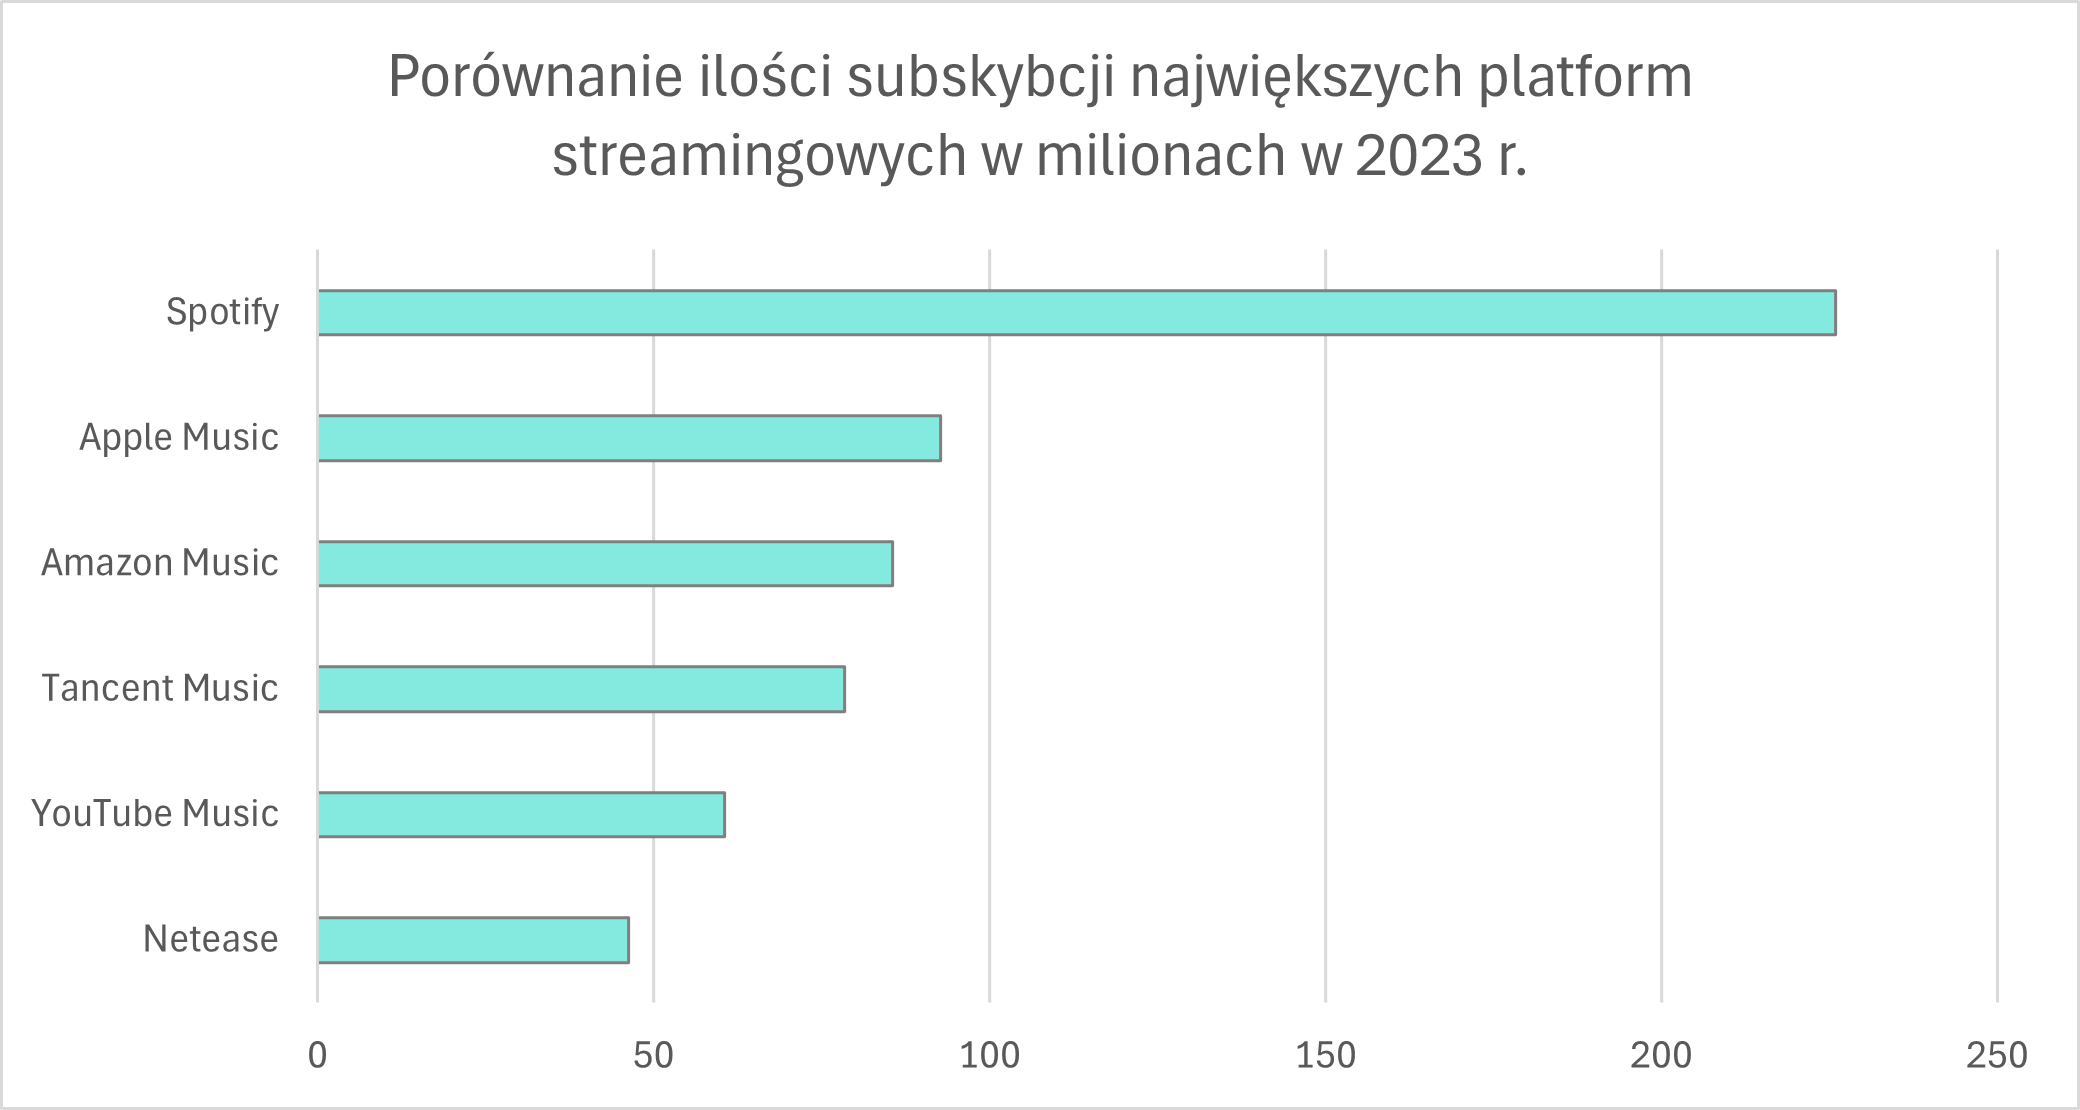 Porównanie ilości subskybcji największych platform
streamingowych w milionach w 2023 r.
Spotify
Apple Music
Amazon Music
Tancent Music
YouTube Music
Netease
0 50 100 150 200 250